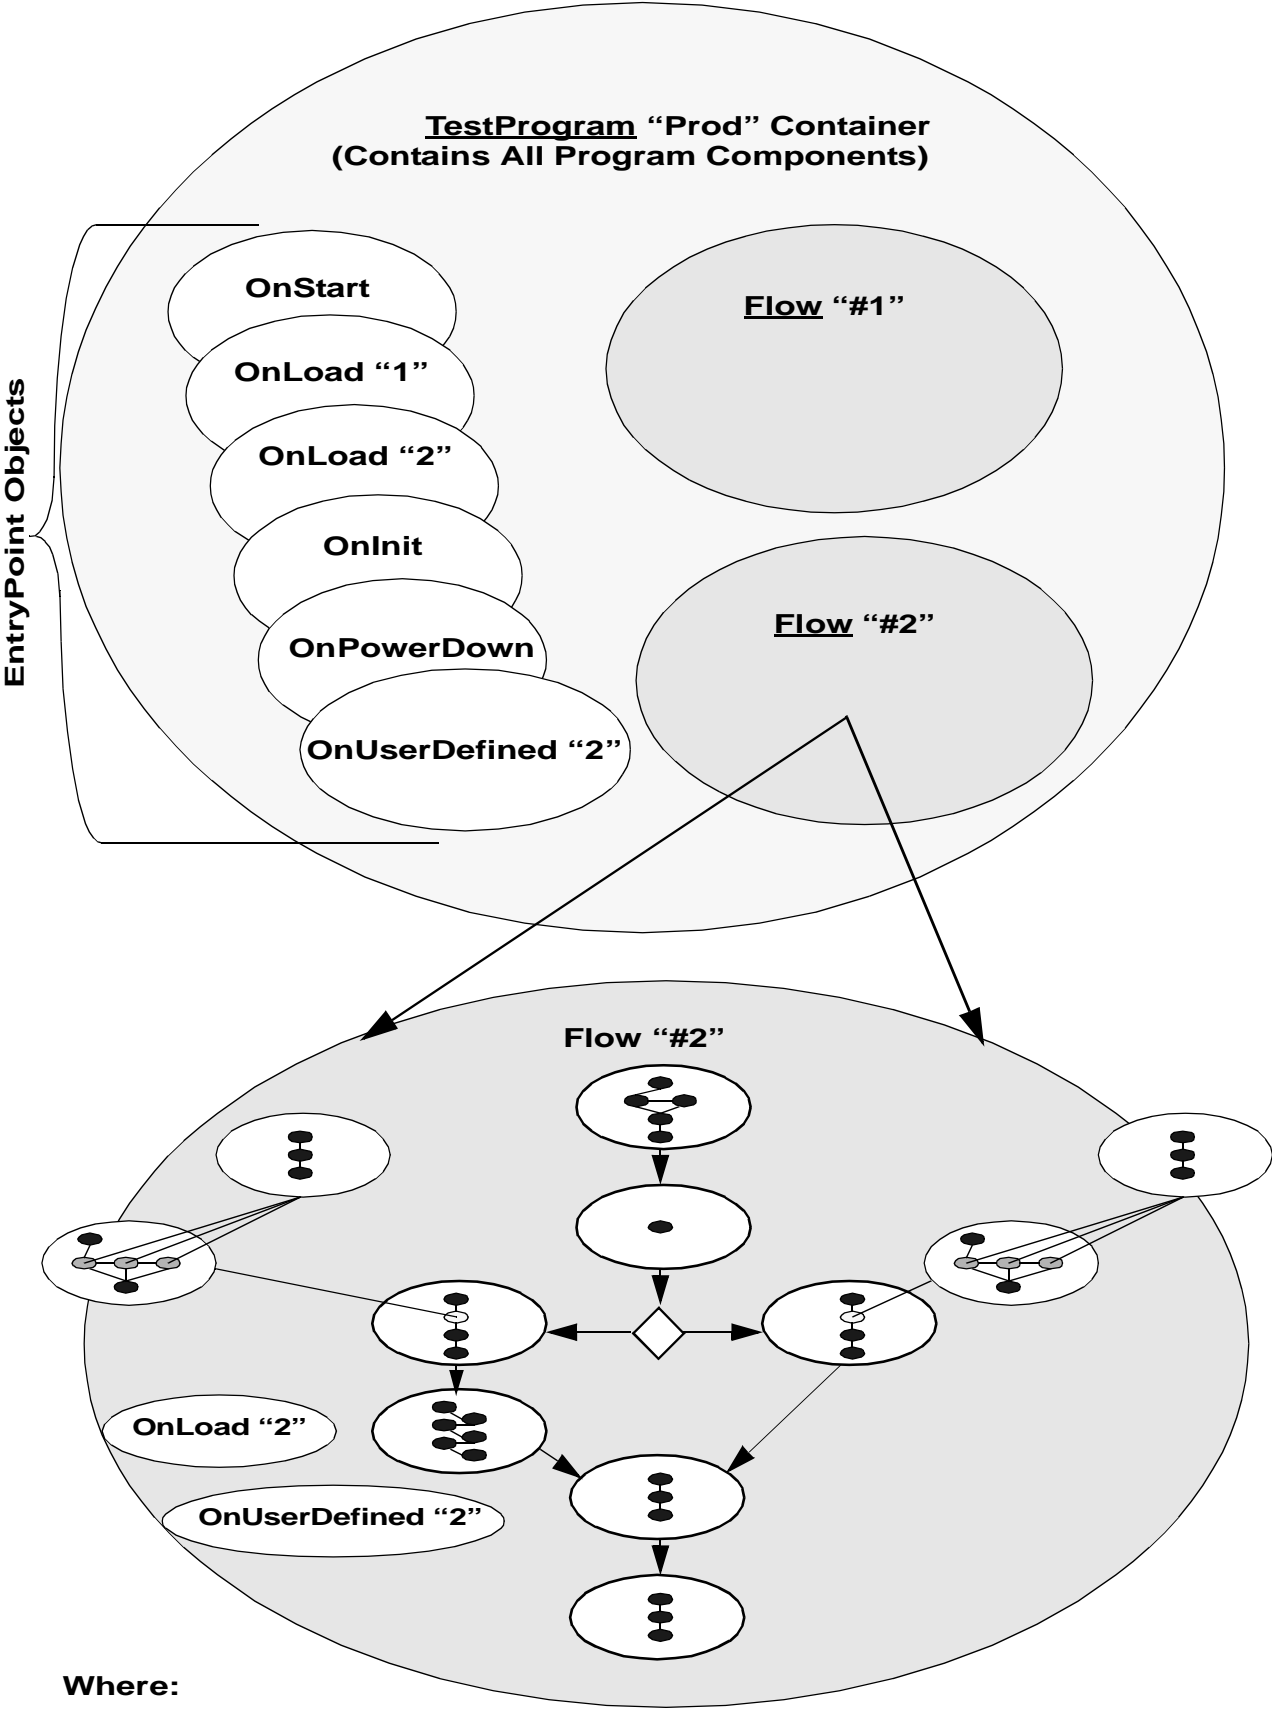 TestProgram “Prod” Container
(Contains All Program Components)
EntryPoint Objects
OnStart
OnLoad “1”
OnLoad “2”
OnInit
OnPowerDown
OnUserDefined “2”
Flow “#1”
Flow “#2”
Flow “#2”
OnLoad “2”
OnUserDefined “2”
Where: